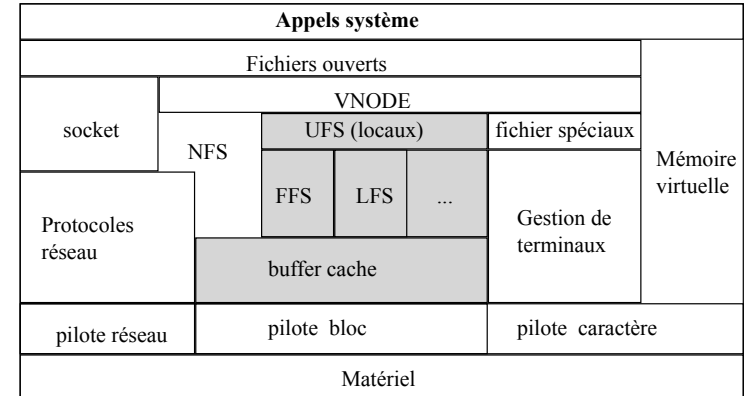 Appels système
Fichiers ouverts
VNODE
socket
UFS (locaux)
fichier spéciaux
NFS
Mémoire
virtuelle
FFS
LFS
...
Protocoles
réseau
Gestion de
terminaux
buffer cache
pilote réseau
pilote bloc
pilote caractère
Matériel